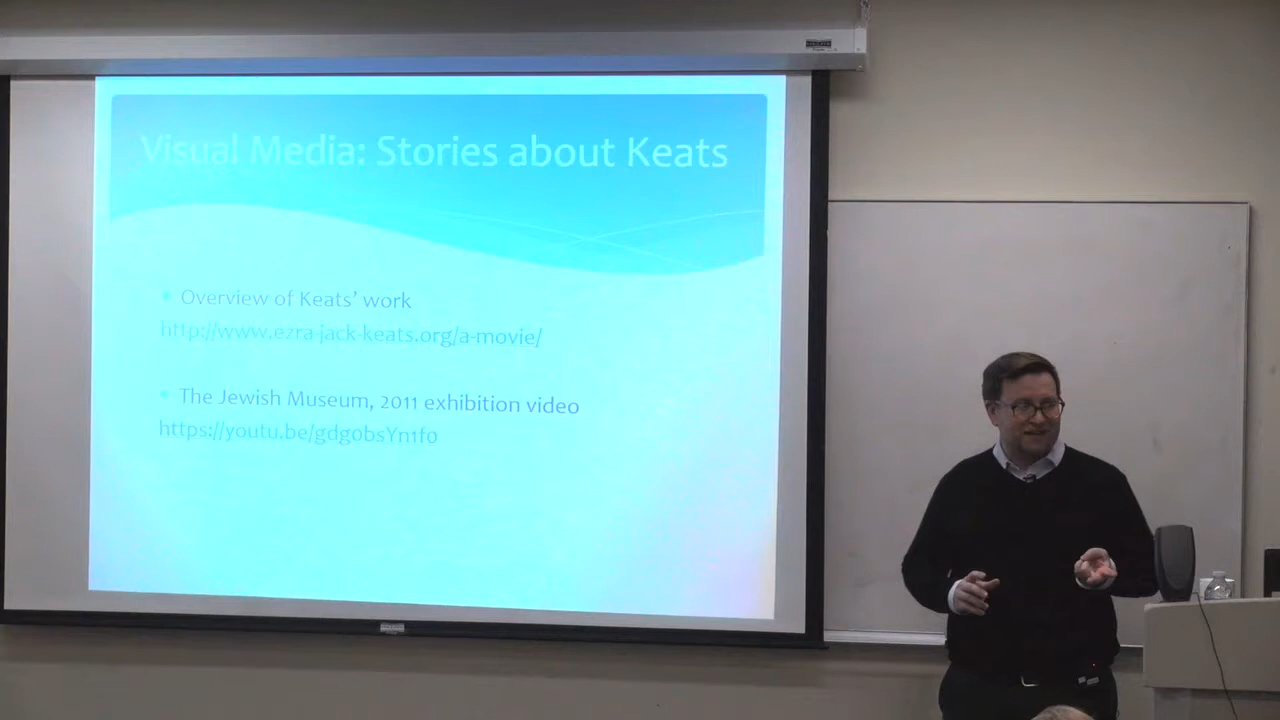 Visual Media: Stories about Keats
Overview of Keats' work
http://www.ezra-jack-keats.org/a-movie/
The Jewish Museum, 2011 exhibition video
https://youtu.be/gdg0bsYn1f0